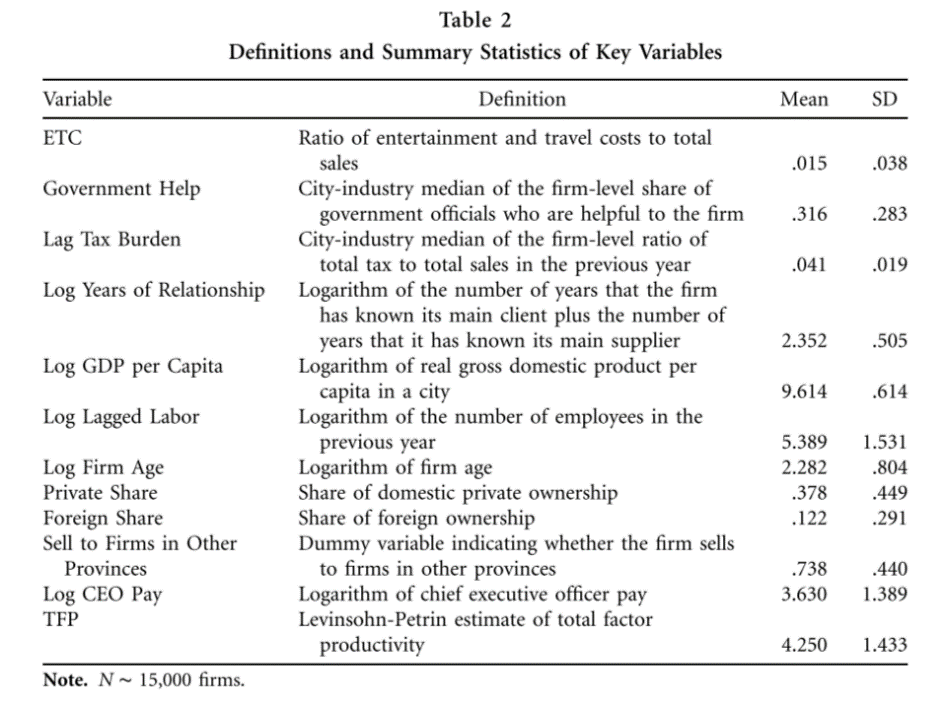 Table 2
Definitions and Summary Statistics of Key Variables
Variable Definition Mean SD
ETC Ratio of entertainment and travel costs to total
sales .015 .038
Government Help City-industry median of the firm-level share of
government officials who are helpful to the firm .316 .283
Lag Tax Burden City-industry median of the firm-level ratio of
total tax to total sales in the previous year .041 .019
Log Years of Relationship Logarithm of the number of years that the firm
has known its main client plus the number of
years that it has known its main supplier 2.352 .505
Log GDP per Capita Logarithm of real gross domestic product per
capita in a city 9.614 .614
Log Lagged Labor Logarithm of the number of employees in the
previous year 5.389 1.531
Log Firm Age Logarithm of firm age 2.282 .804
Private Share Share of domestic private ownership .378 .449
Foreign Share Share of foreign ownership .122 .291
Sell to Firms in Other Dummy variable indicating whether the firm sells
Provinces to firms in other provinces .738 .440
Log CEO Pay Logarithm of chief executive officer pay 3.630 1.389
TFP Levinsohn-Petrin estimate of total factor
productivity 4.250 1.433
Note. N ~ 15,000 firms.